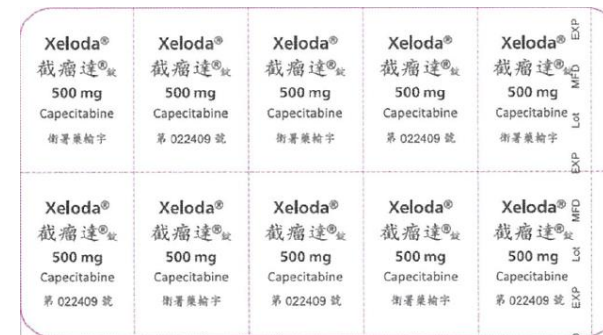 Xeloda® Xeloda® Xeloda® Xeloda® Xeloda®
截瘤達®錠 截瘤達®錠 截瘤達®錠 截瘤達®錠 截瘤達®錠
500 mg 500 mg 500 mg 500 mg 500 mg
Capecitabine Capecitabine Capecitabine Capecitabine Capecitabine
衛署藥輸字 第 022409 號 衛署藥輸字 第 022409 號 衛署藥輸字
Xeloda® Xeloda® Xeloda® Xeloda® Xeloda®
截瘤達®錠 截瘤達®錠 截瘤達®錠 截瘤達®錠 截瘤達®錠
500 mg 500 mg 500 mg 500 mg 500 mg
Capecitabine Capecitabine Capecitabine Capecitabine Capecitabine
第 022409 號 衛署藥輸字 第 022409 號 衛署藥輸字 第 022409 號
EXP Lot MFD EXP Lot MFD EXP